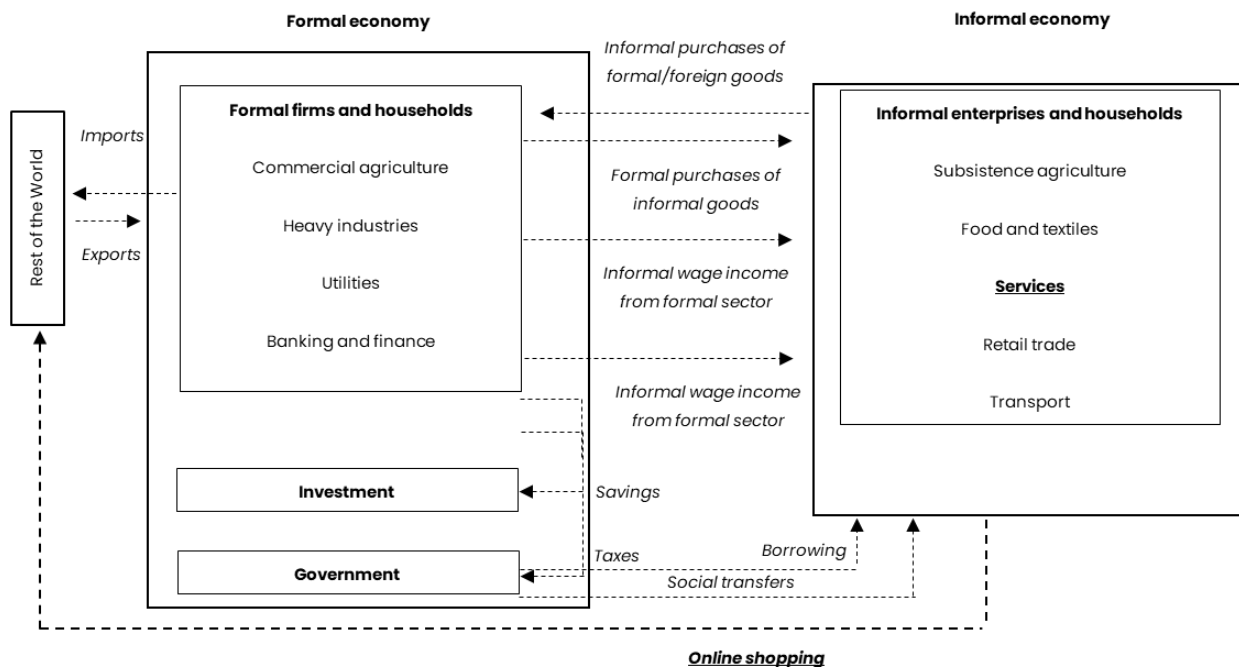 Formal economy
Informal economy
Informal purchases of
formal/foreign goods
Formal firms and households
Informal enterprises and households
Imports
Commercial agriculture
Subsistence agriculture
Formal purchases of
informal goods
Rest of the World
Heavy industries
Food and textiles
Exports
Informal wage income
from formal sector
Utilities
Services
Banking and finance
Retail trade
Informal wage income
from formal sector
Transport
Investment
Savings
Taxes
Borrowing
Government
Social transfers
Online shopping